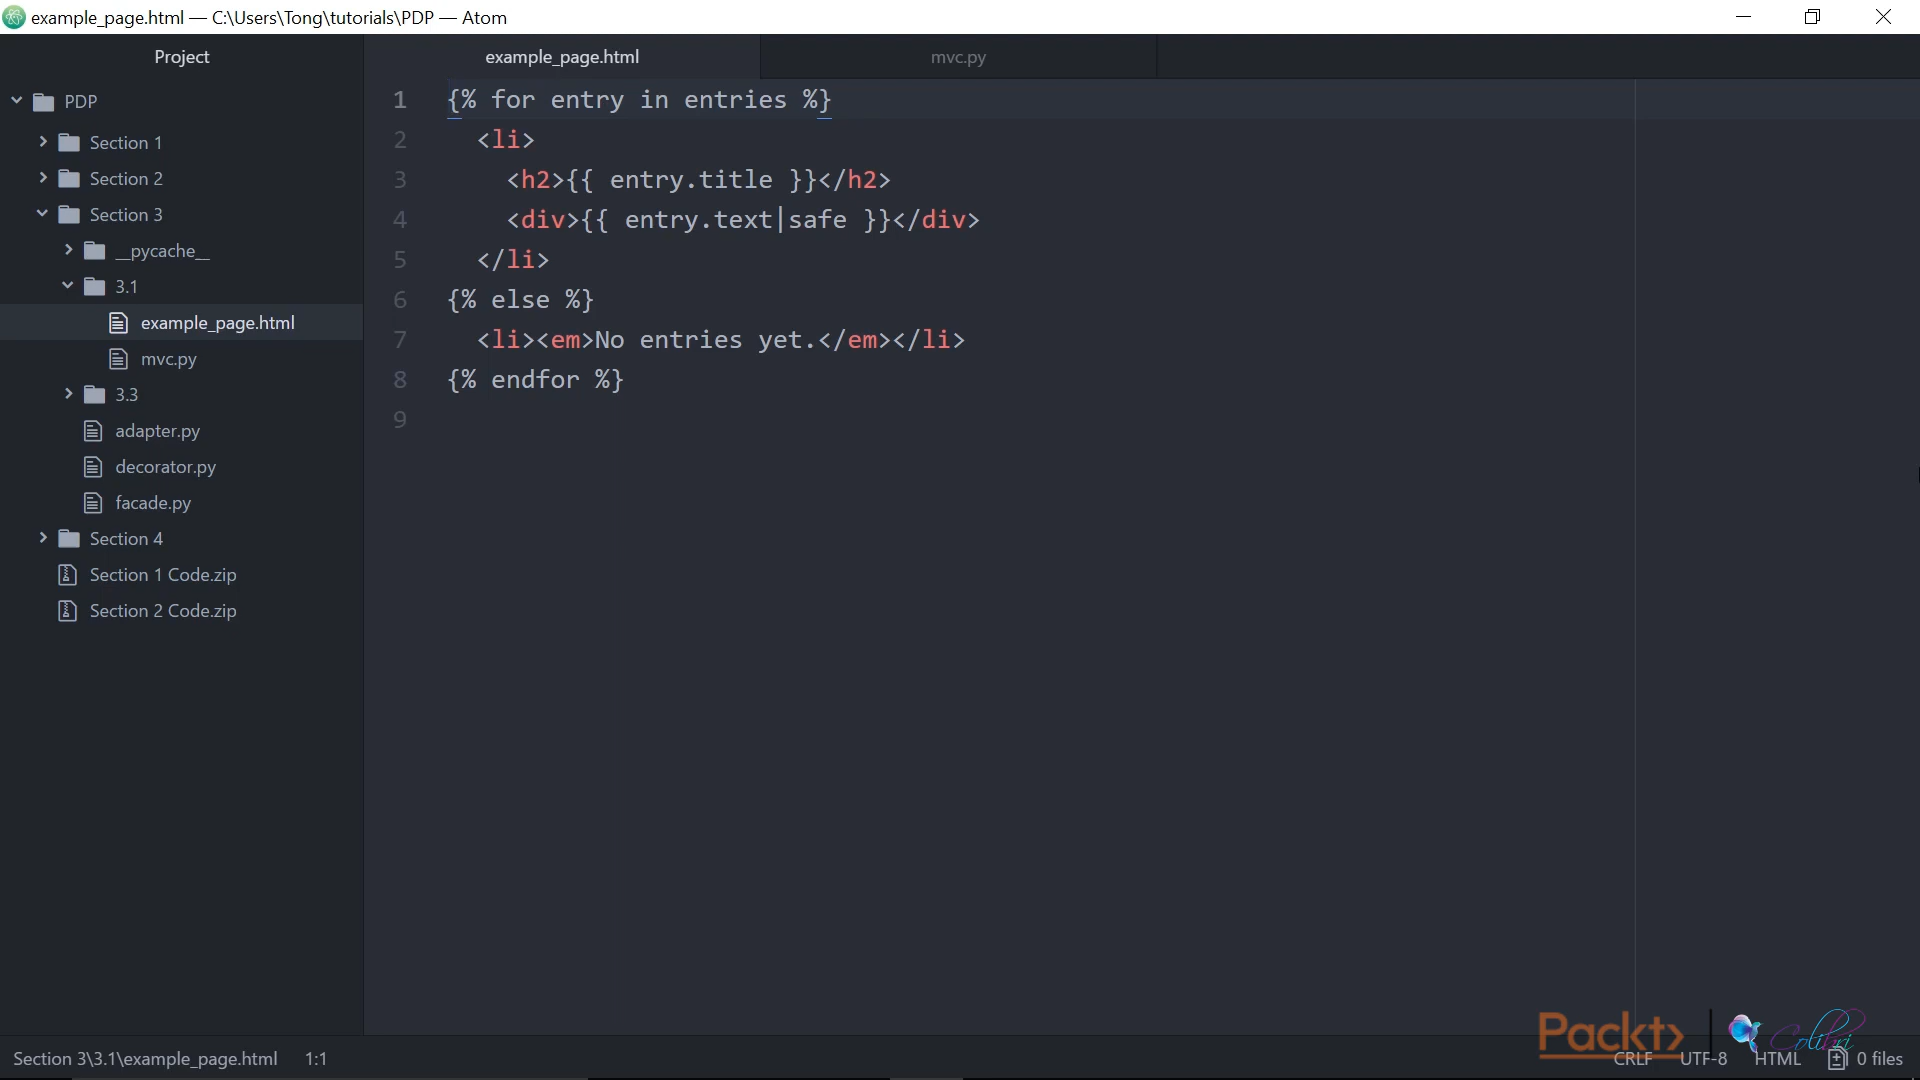 example_page.html — C:\Users\Tong\tutorials\PDP — Atom
Project
PDP
Section 1
Section 2
Section 3
__pycache__
3.1
example_page.html
mvc.py
3.3
adapter.py
decorator.py
facade.py
Section 4
Section 1 Code.zip
Section 2 Code.zip
example_page.html
mvc.py
1 {% for entry in entries %}
2 <li>
3 <h2>{{ entry.title }}</h2>
4 <div>{{ entry.text|safe }}</div>
5 </li>
6 {% else %}
7 <li><em>No entries yet.</em></li>
8 {% endfor %}
9
Packt>
Colibri
Section 3\3.1\example_page.html 1:1
CRLF UTF-8 HTML 0 files